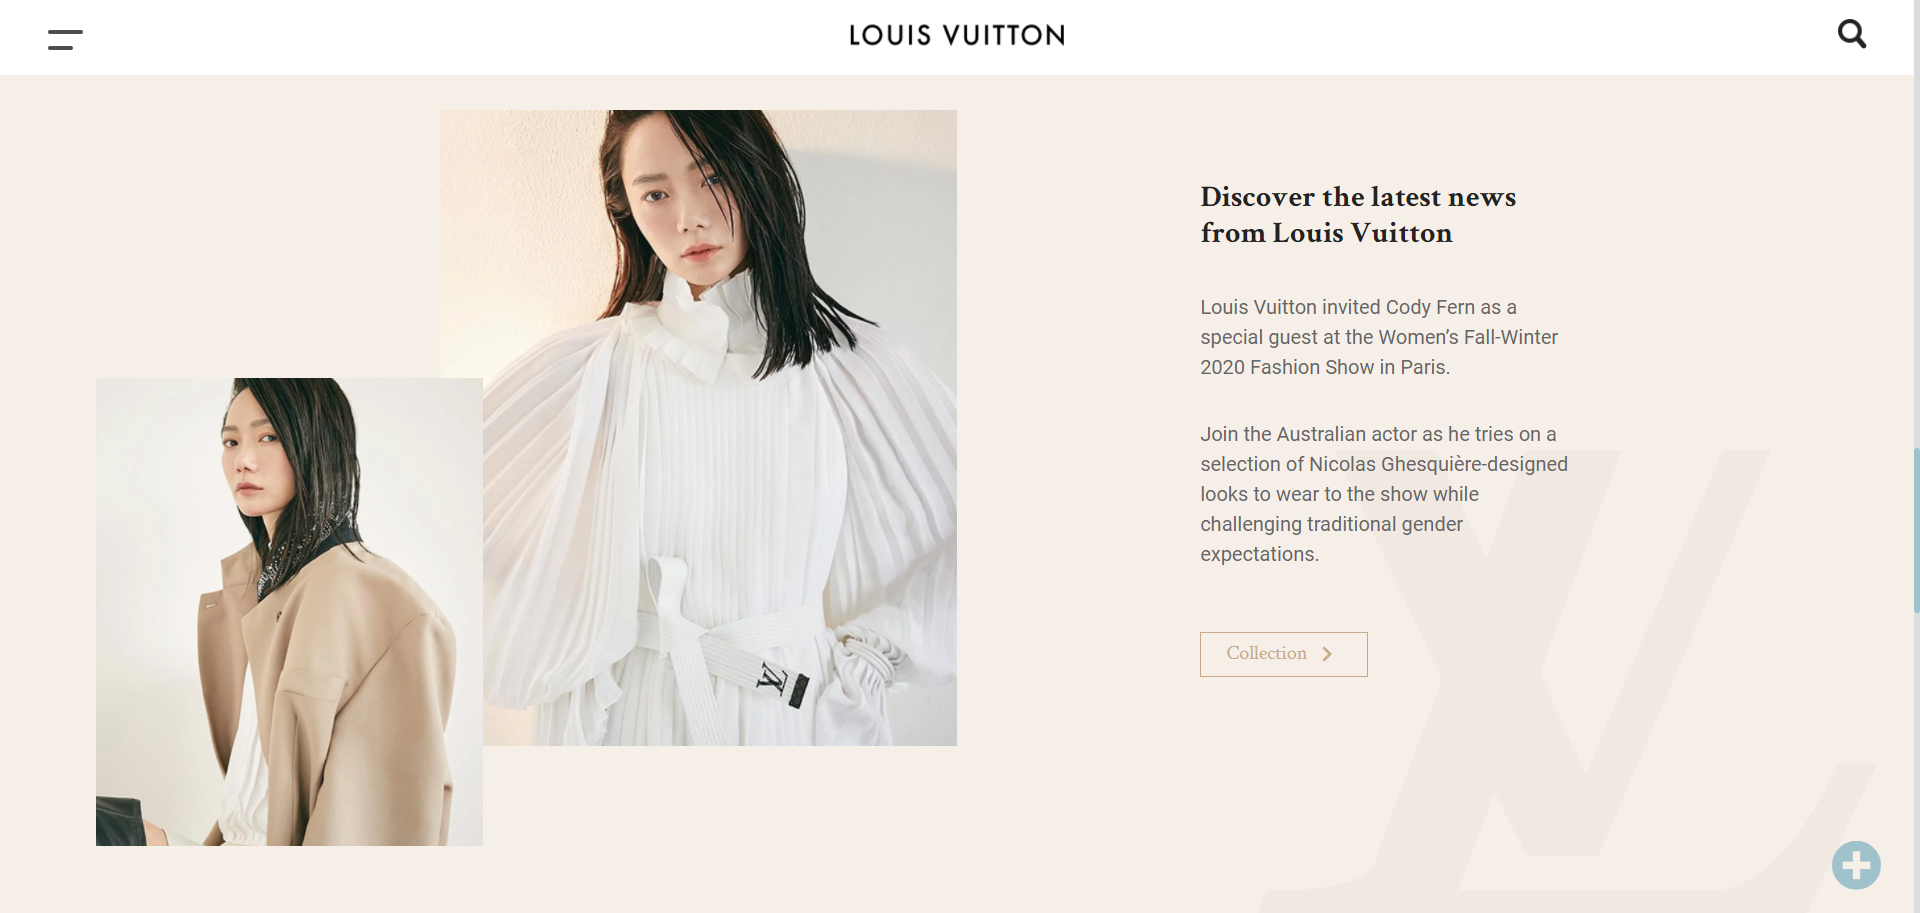 LOUIS VUITTON
Discover the latest news
from Louis Vuitton
Louis Vuitton invited Cody Fern as a
special guest at the Women’s Fall-Winter
2020 Fashion Show in Paris.
Join the Australian actor as he tries on a
selection of Nicolas Ghesquière-designed
looks to wear to the show while
challenging traditional gender
expectations.
Collection
LV
LV